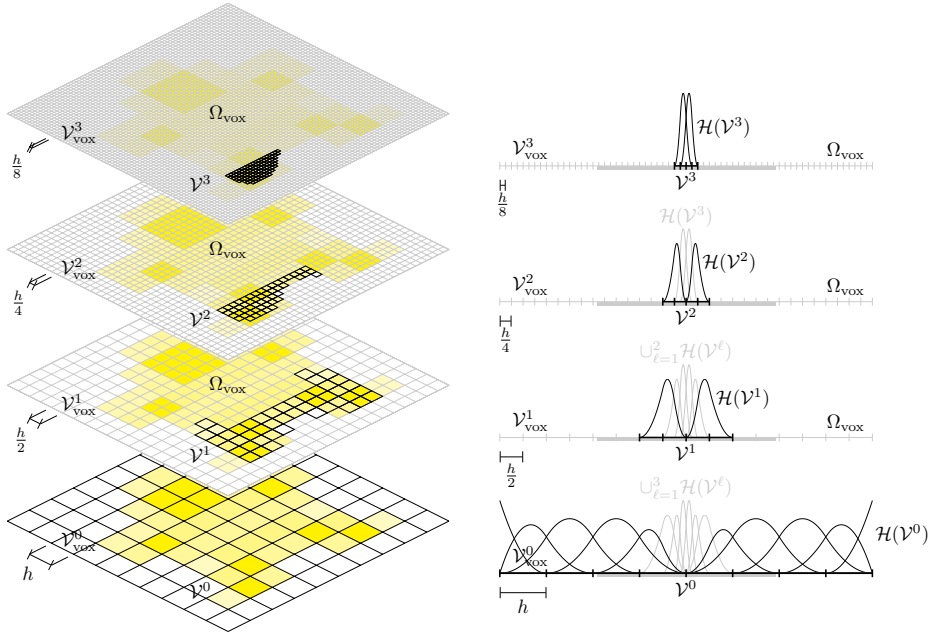 Ω_vox
𝒱³_vox
h/8
𝒱³
Ω_vox
𝒱²_vox
h/4
𝒱²
Ω_vox
𝒱¹_vox
h/2
𝒱¹
𝒱⁰_vox
h
𝒱⁰
ℋ(𝒱³)
𝒱³_vox
Ω_vox
𝒱³
h/8
ℋ(𝒱³)
ℋ(𝒱²)
𝒱²_vox
Ω_vox
𝒱²
h/4
∪²_{ℓ=1} ℋ(𝒱^ℓ)
ℋ(𝒱¹)
𝒱¹_vox
Ω_vox
𝒱¹
h/2
∪³_{ℓ=1} ℋ(𝒱^ℓ)
ℋ(𝒱⁰)
𝒱⁰_vox
𝒱⁰
h